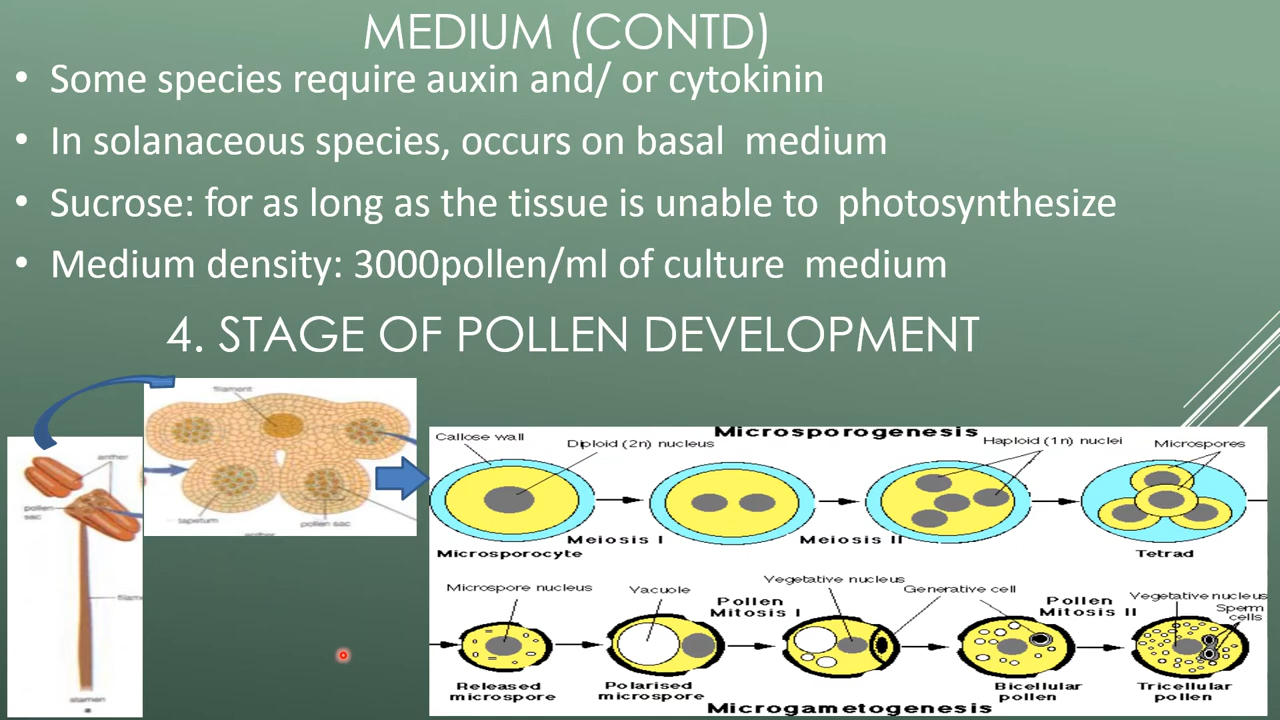 MEDIUM (CONTD)
• Some species require auxin and/ or cytokinin
• In solanaceous species, occurs on basal medium
• Sucrose: for as long as the tissue is unable to photosynthesize
• Medium density: 3000pollen/ml of culture medium
4. STAGE OF POLLEN DEVELOPMENT
filament
anther
pollen
sac
stamen
tapetum
pollen sac
Microsporogenesis
Callose wall
Diploid (2n) nucleus
Haploid (1n) nuclei
Microspores
Meiosis I
Meiosis II
Microsporocyte
Tetrad
Microspore nucleus
Vacuole
Pollen
Mitosis I
Vegetative nucleus
Generative cell
Pollen
Mitosis II
Vegetative nucleus
Sperm
cells
Released
microspore
Polarised
microspore
Bicellular
pollen
Tricellular
pollen
Microgametogenesis